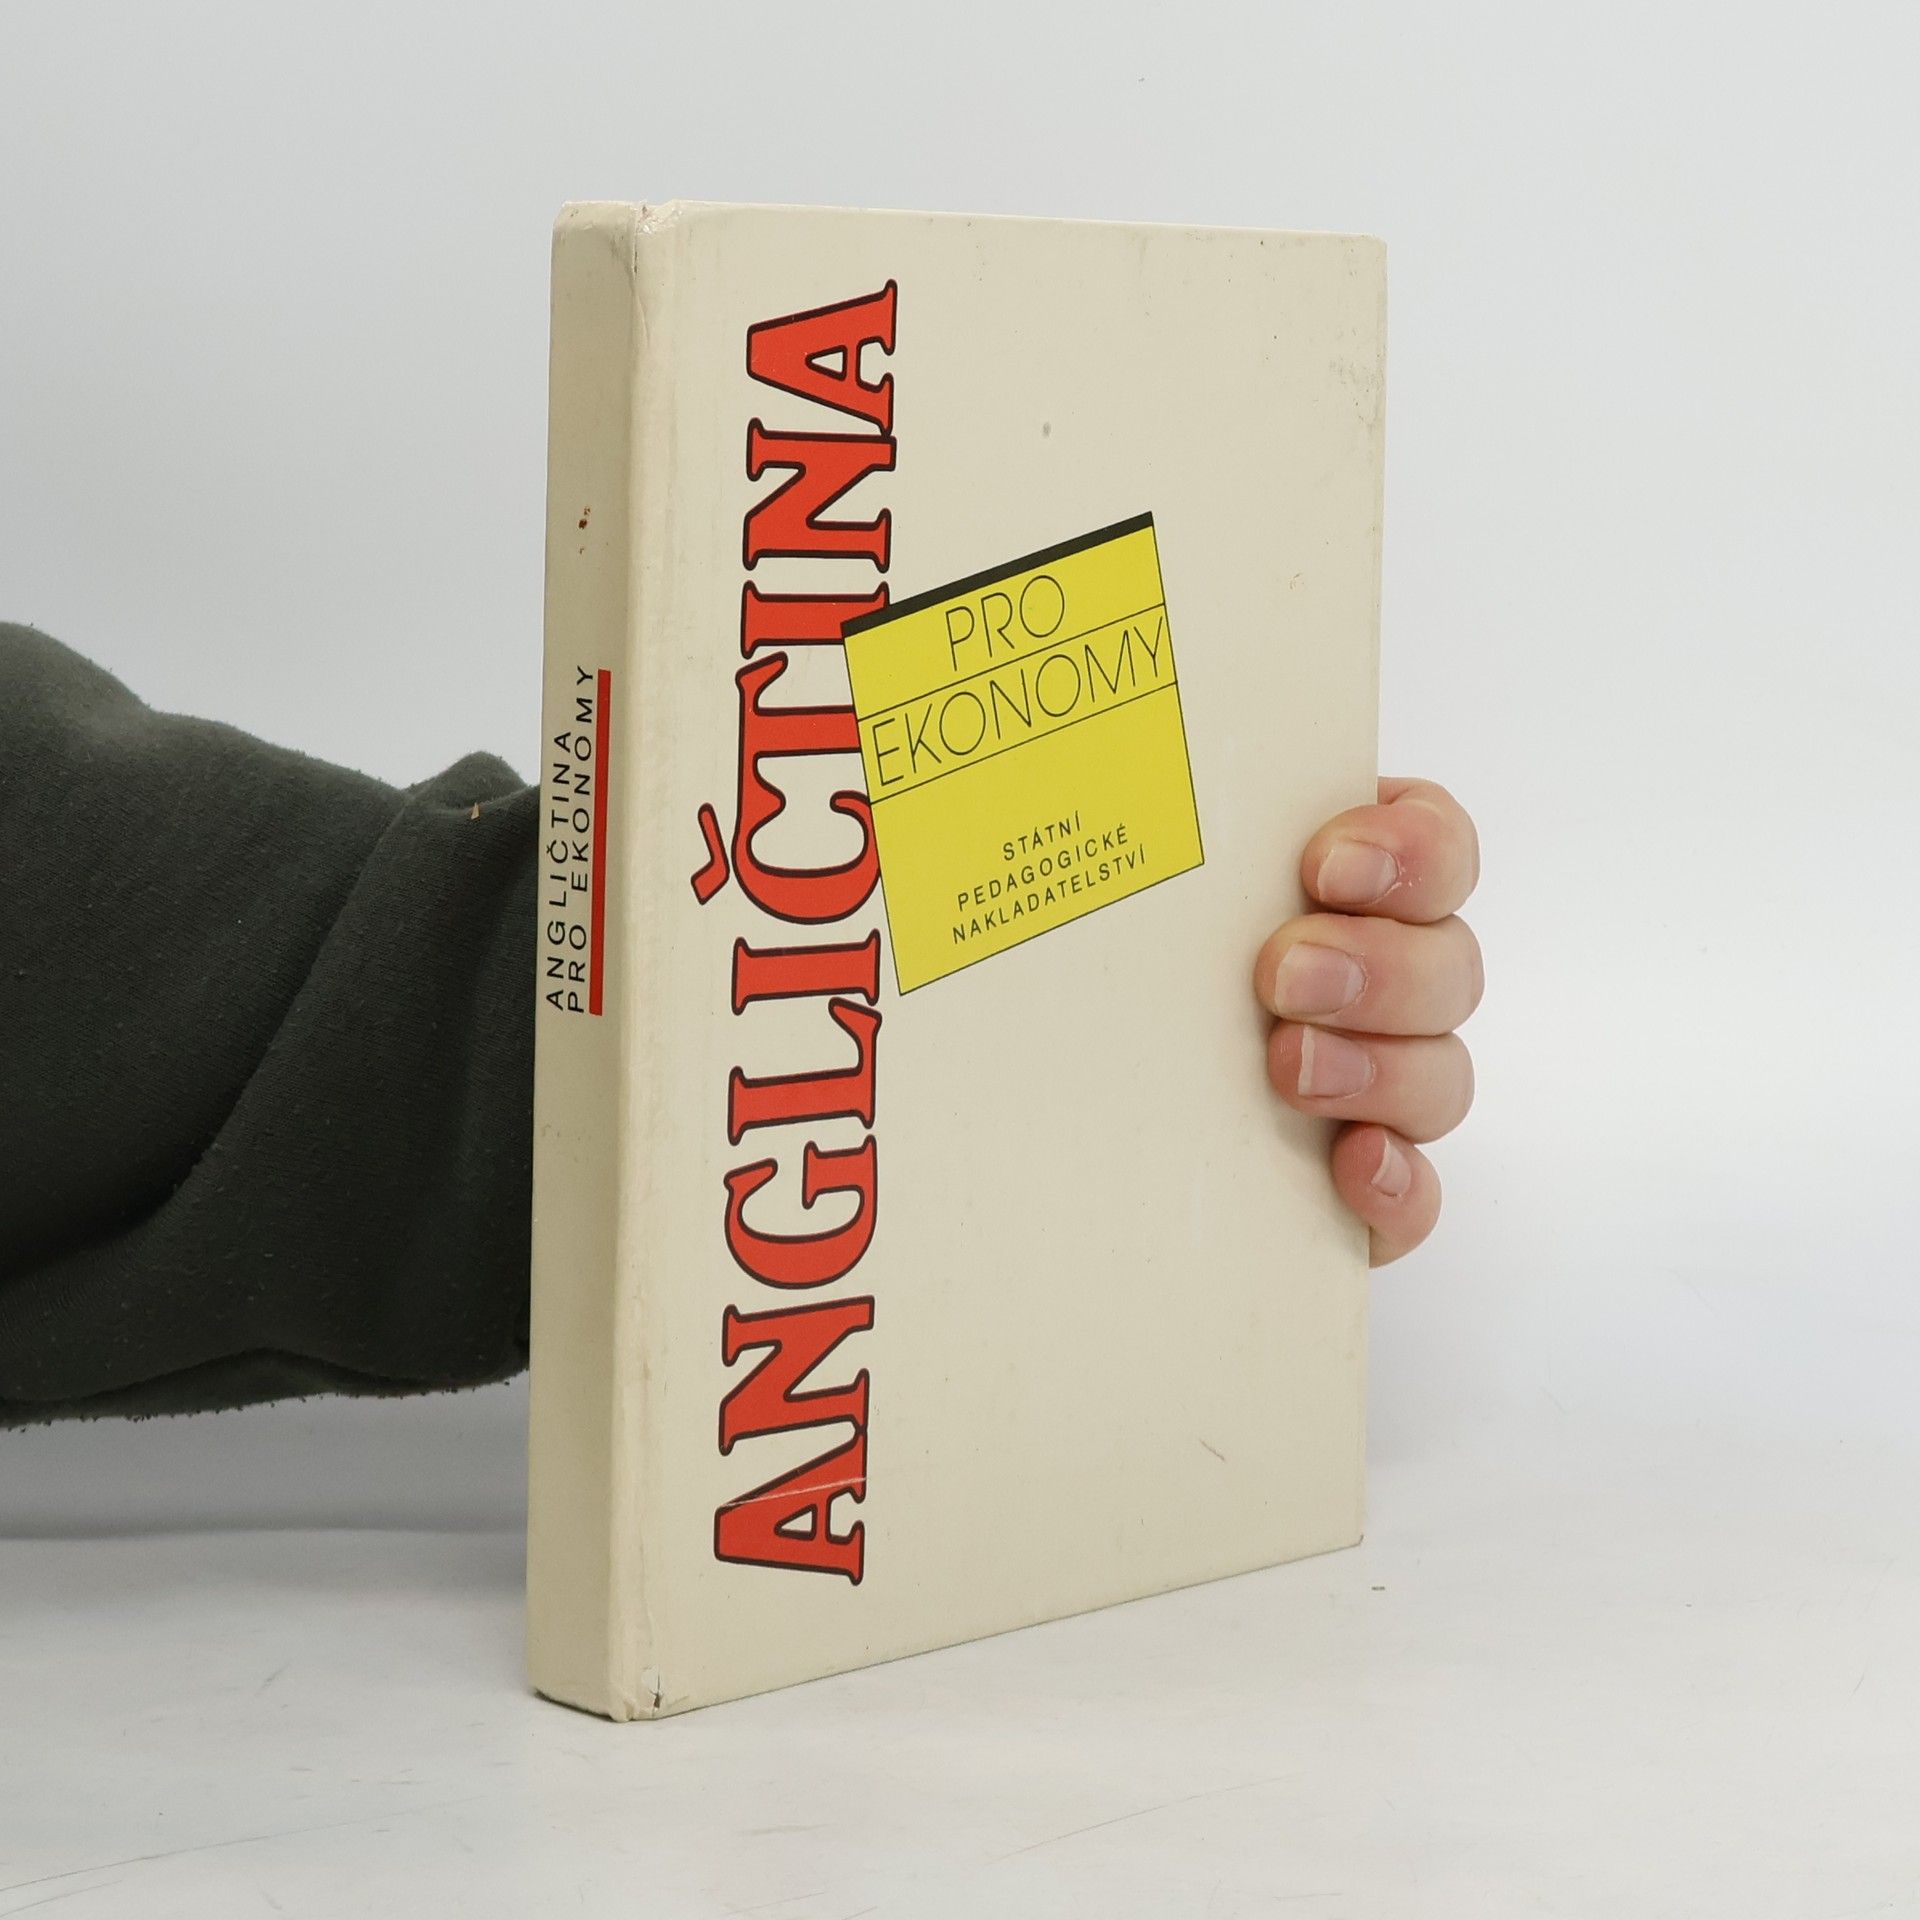 ANGLIČTINA
PRO EKONOMY
ANGLIČTINA
PRO
EKONOMY
STÁTNÍ
PEDAGOGICKÉ
NAKLADATELSTVÍ